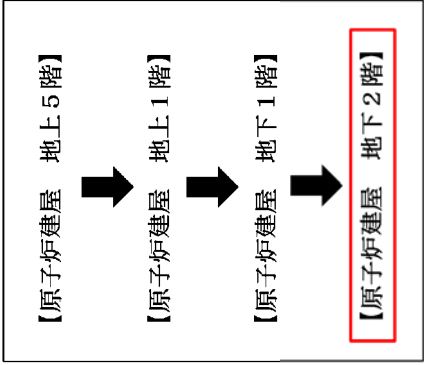 【原子炉建屋　地上５階】
【原子炉建屋　地上１階】
【原子炉建屋　地下１階】
【原子炉建屋　地下２階】